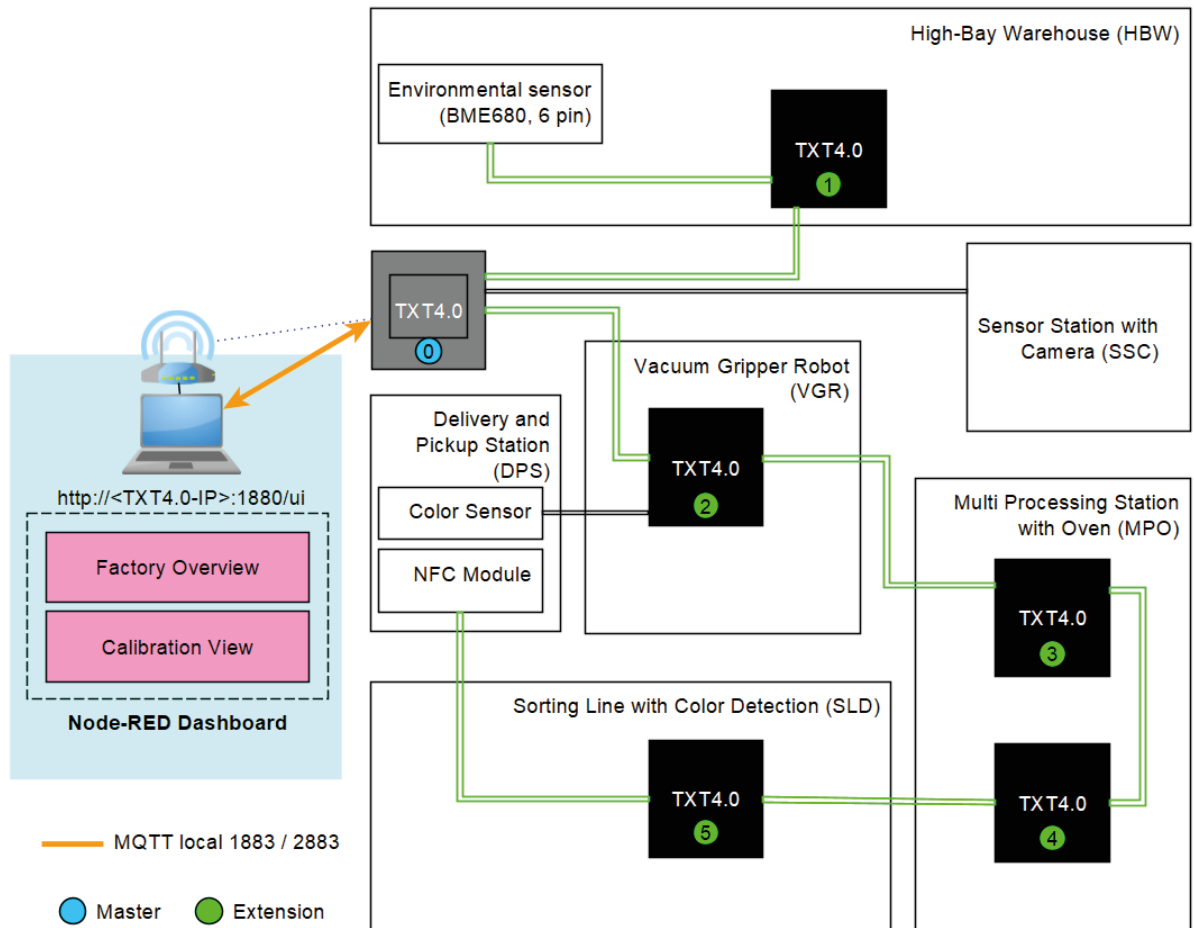 High-Bay Warehouse (HBW)
Environmental sensor
(BME680, 6 pin)
TXT4.0
1
TXT4.0
0
Sensor Station with
Camera (SSC)
Vacuum Gripper Robot
(VGR)
TXT4.0
2
Delivery and
Pickup Station
(DPS)
Color Sensor
NFC Module
Multi Processing Station
with Oven (MPO)
TXT4.0
3
TXT4.0
4
Sorting Line with Color Detection (SLD)
TXT4.0
5
http://<TXT4.0-IP>:1880/ui
Factory Overview
Calibration View
Node-RED Dashboard
MQTT local 1883 / 2883
Master
Extension